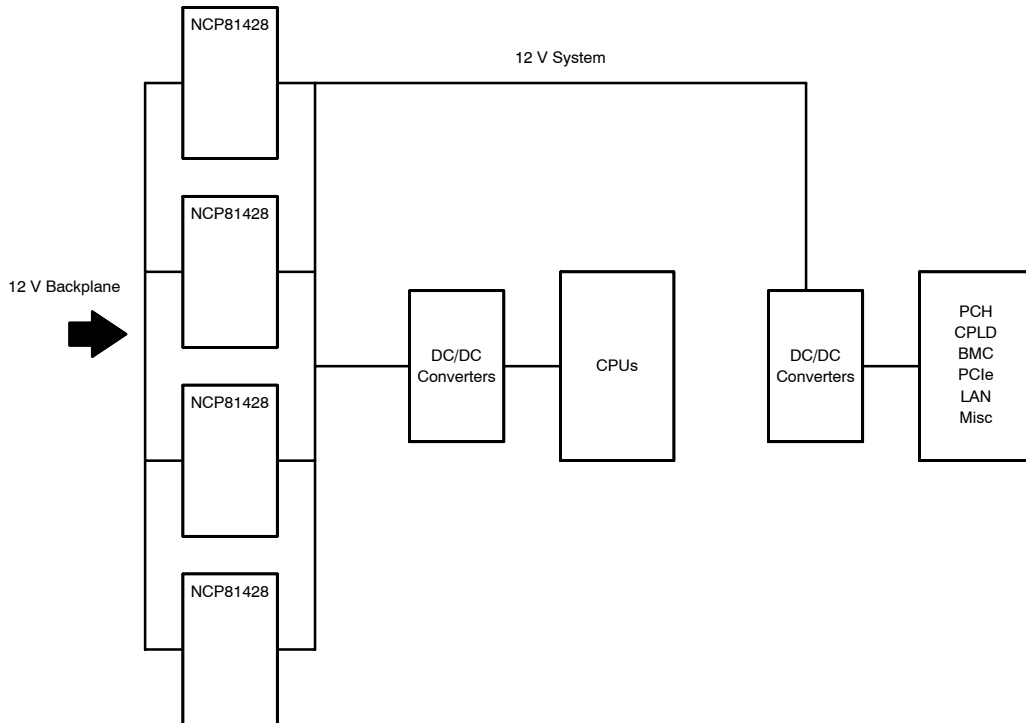 NCP81428
12 V System
NCP81428
12 V Backplane
DC/DC
Converters
CPUs
DC/DC
Converters
PCH
CPLD
BMC
PCIe
LAN
Misc
NCP81428
NCP81428